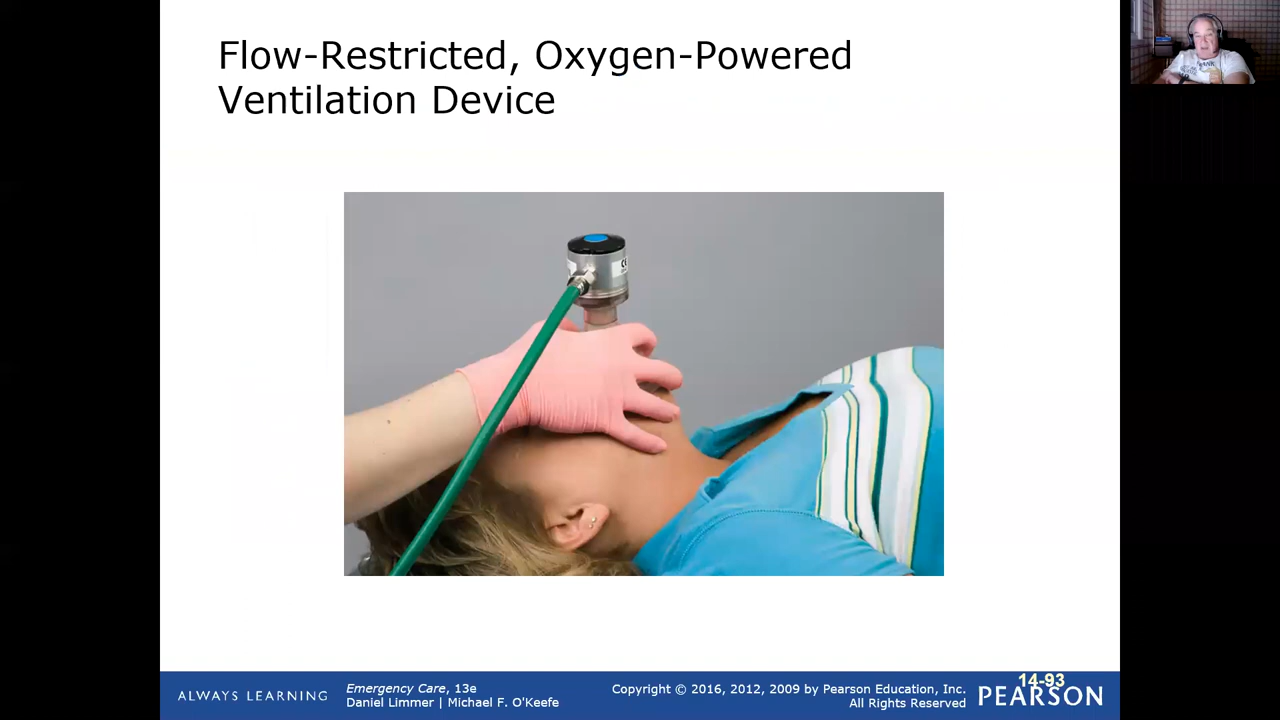 Flow-Restricted, Oxygen-Powered
Ventilation Device
ALWAYS LEARNING
Emergency Care, 13e
Daniel Limmer | Michael F. O'Keefe
Copyright © 2016, 2012, 2009 by Pearson Education, Inc.
All Rights Reserved
14-93
PEARSON